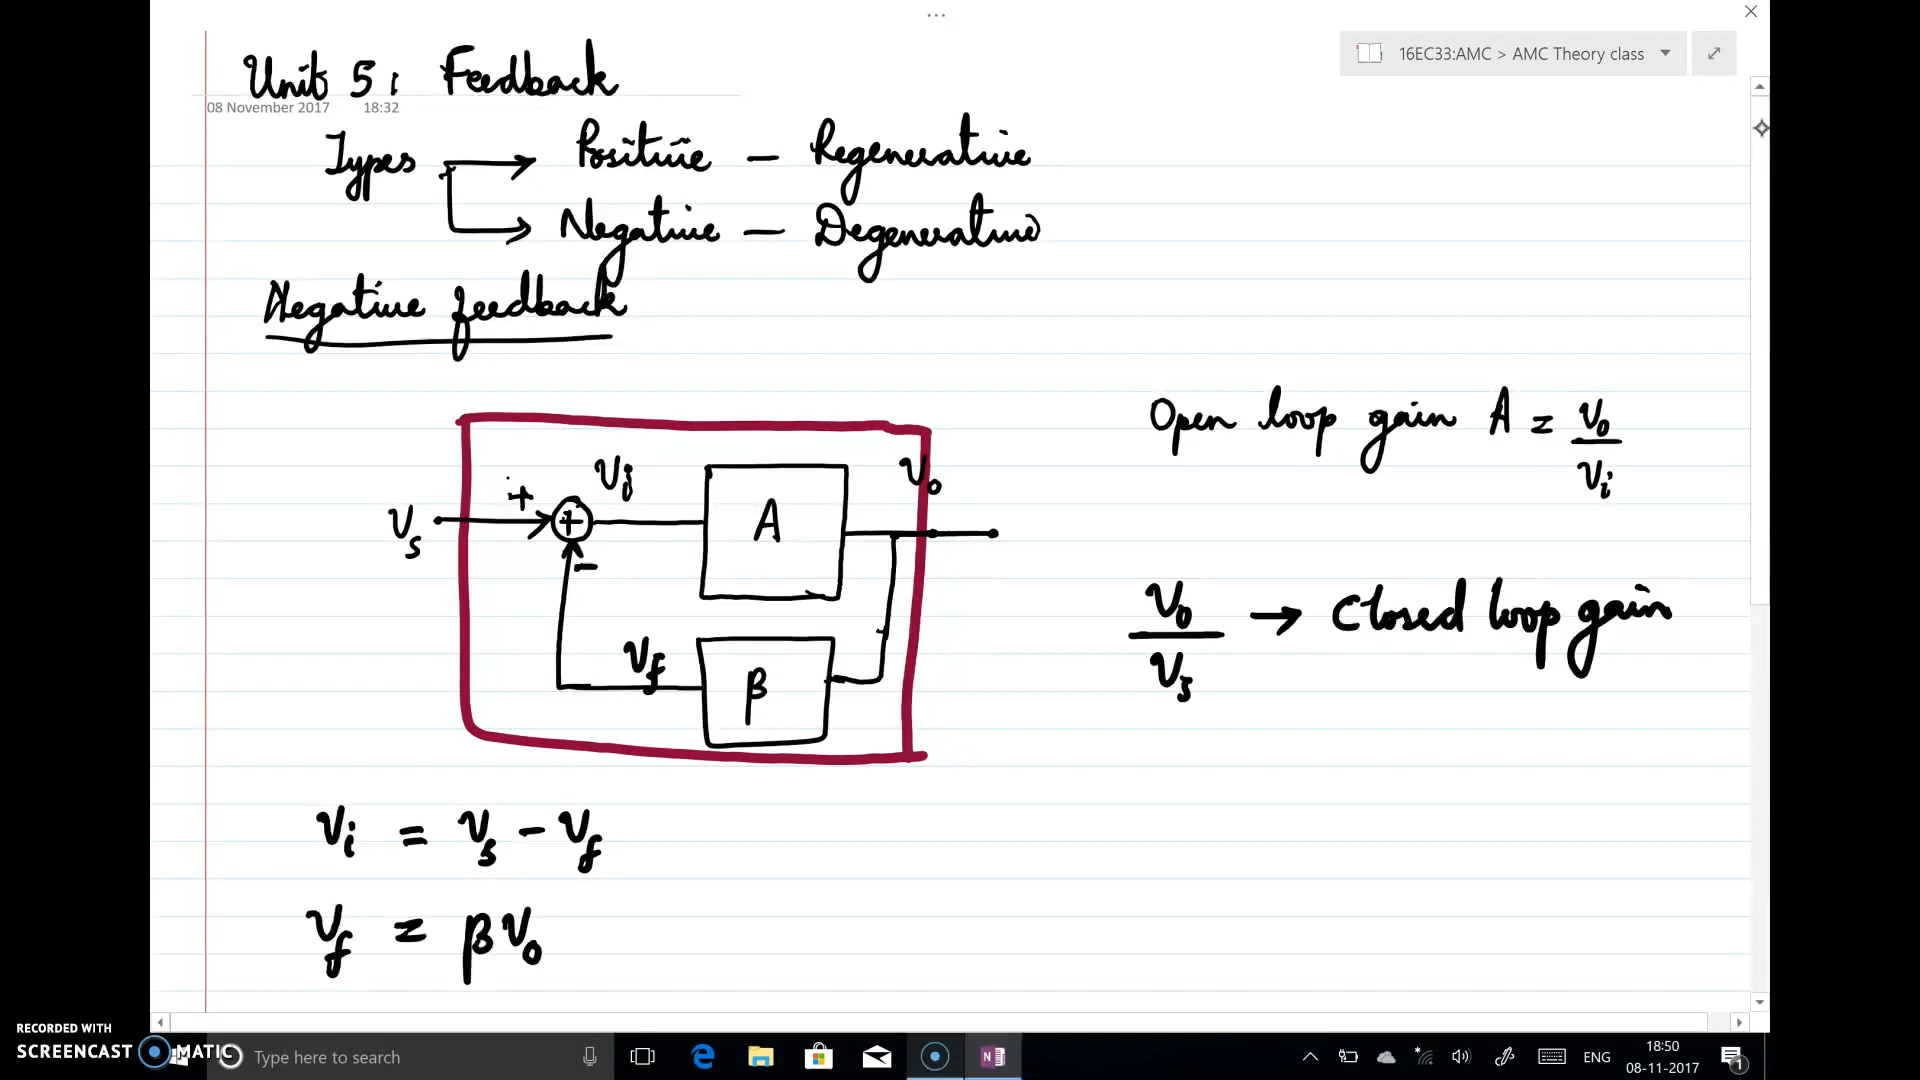 16EC33:AMC > AMC Theory class
Unit 5: Feedback
08 November 2017 18:32
Types → Positive — Regenerative
→ Negative — Degenerative
Negative feedback
Open loop gain A = Vo/Vi
+ Vi Vo
Vs + A
-
Vo/Vs → Closed loop gain
Vf β
Vi = Vs - Vf
Vf = βVo
RECORDED WITH
SCREENCAST MATIC
Type here to search
ENG
18:50
08-11-2017
1